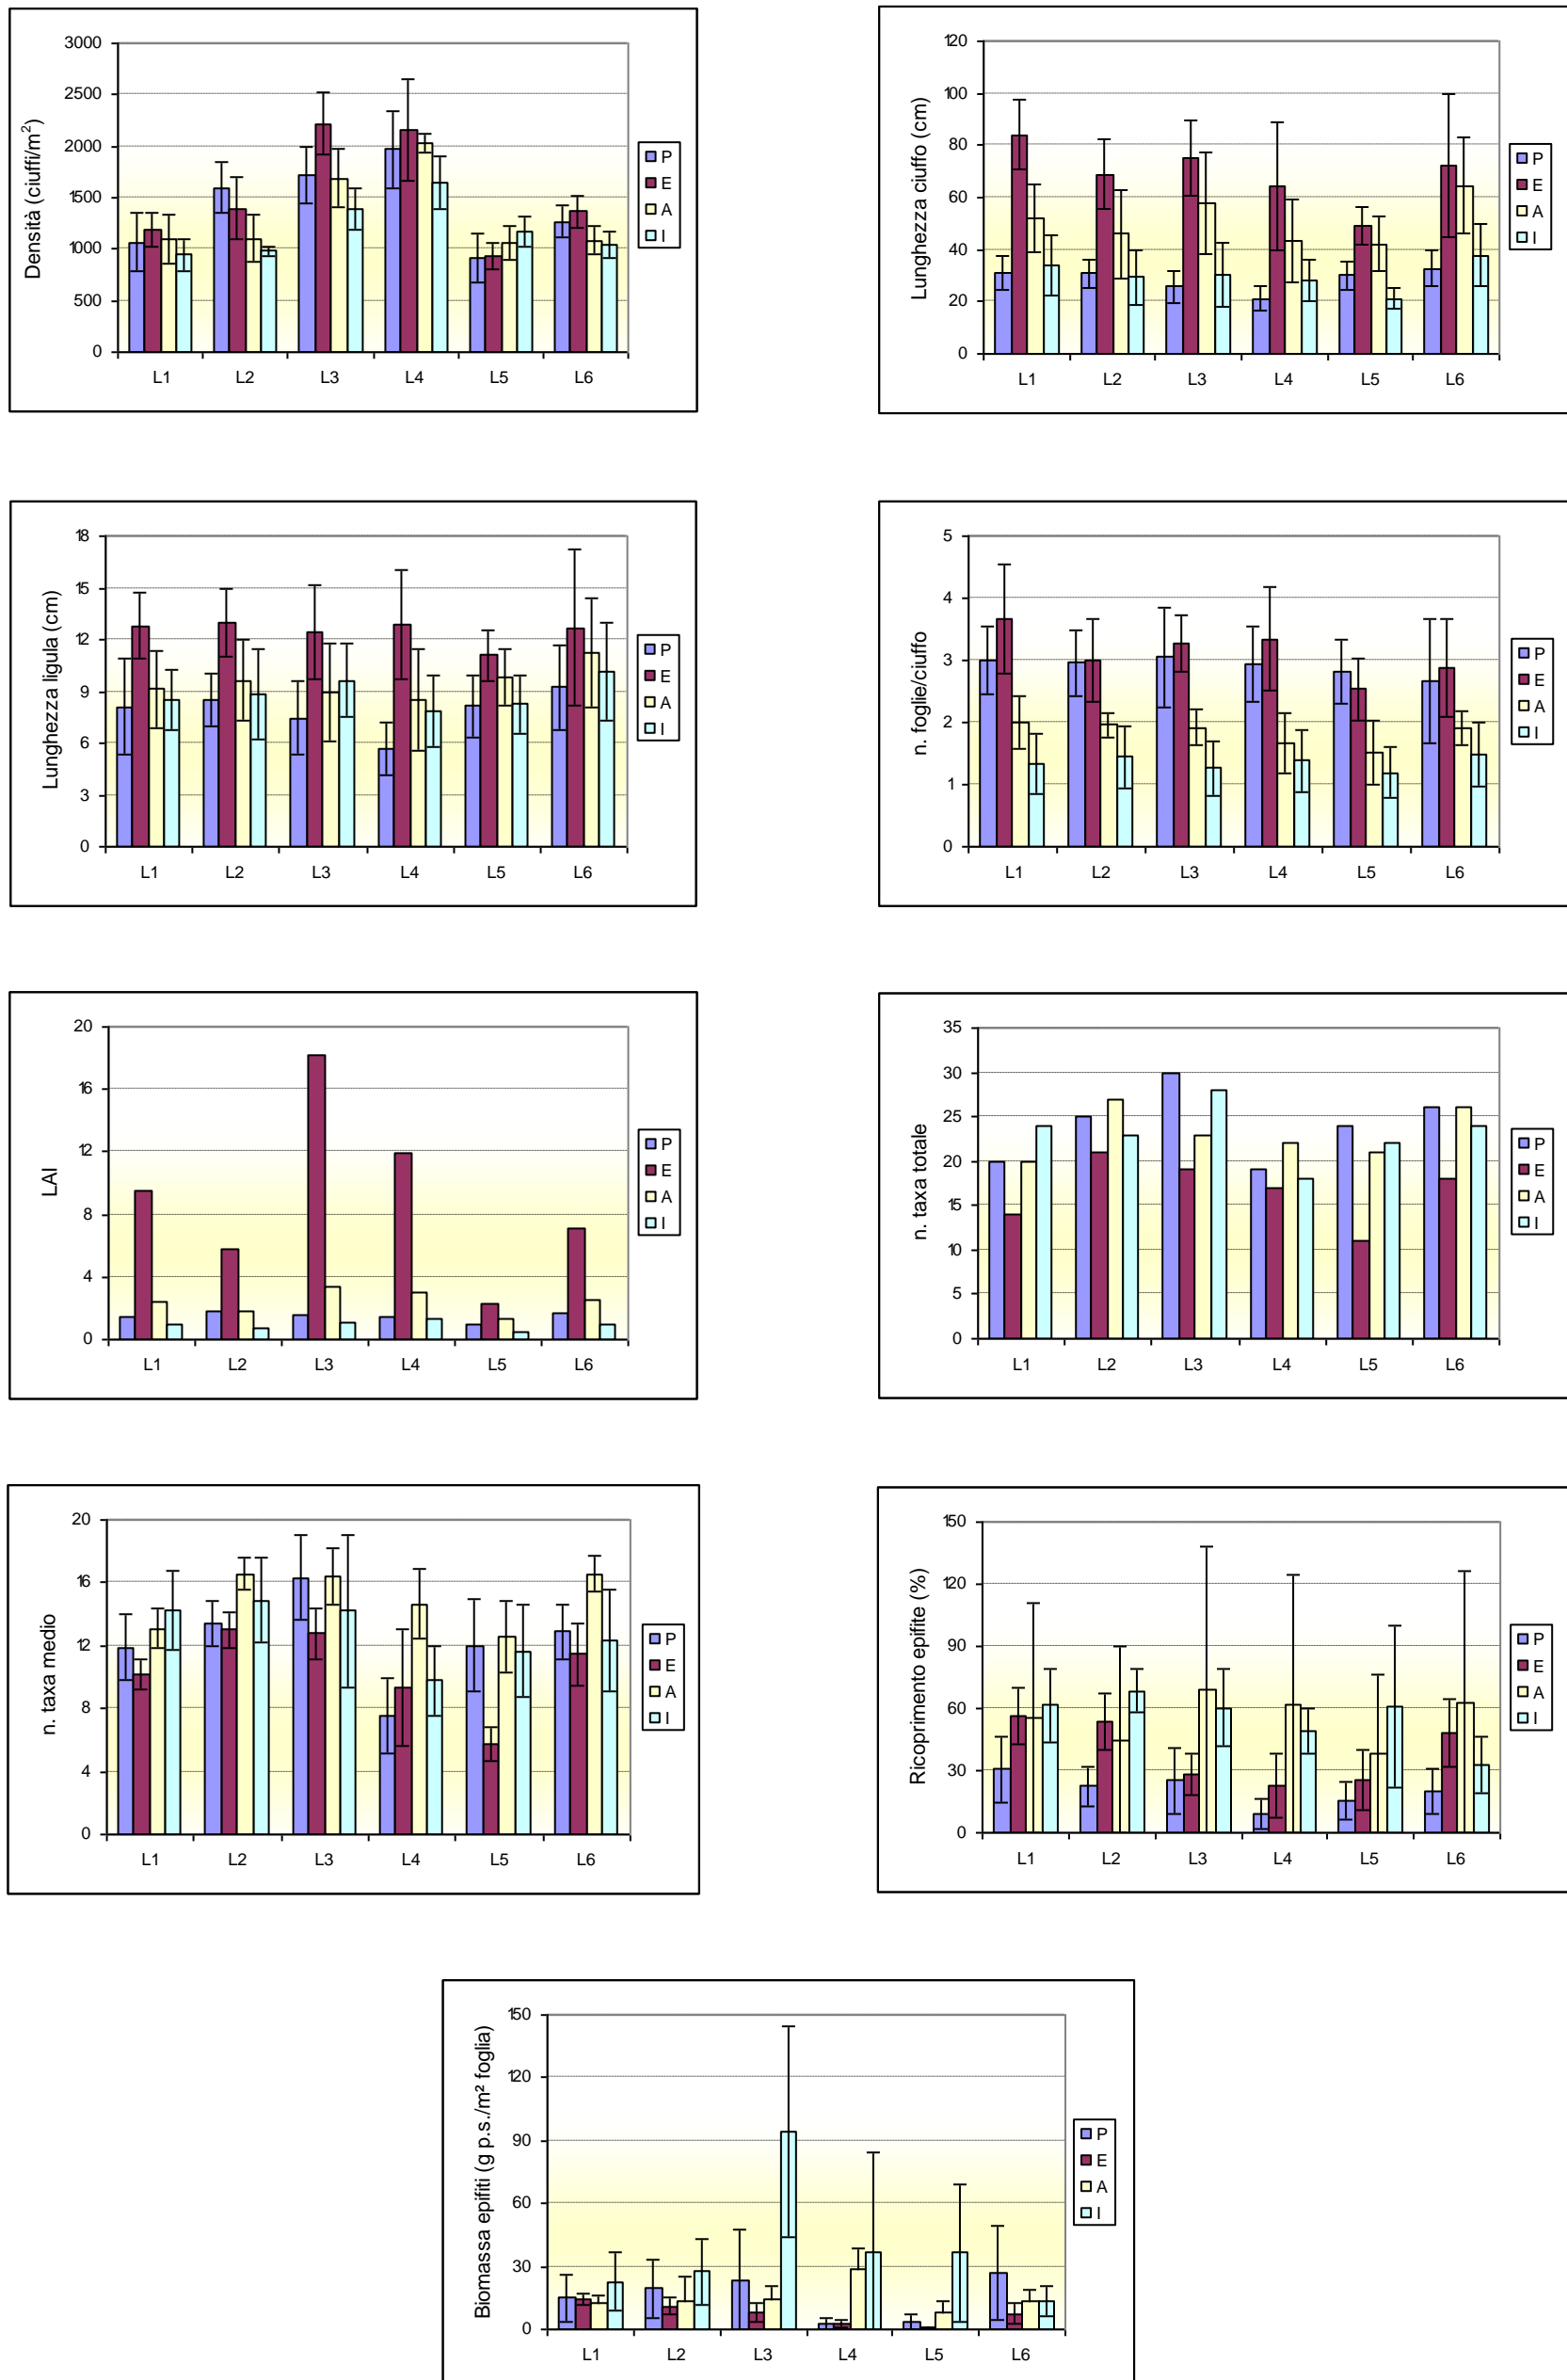 Densità (ciuffi/m²)
3000
2500
2000
1500
1000
500
0
L1 L2 L3 L4 L5 L6
P
E
A
I
Lunghezza ciuffo (cm)
120
100
80
60
40
20
0
L1 L2 L3 L4 L5 L6
P
E
A
I
Lunghezza ligula (cm)
18
15
12
9
6
3
0
L1 L2 L3 L4 L5 L6
P
E
A
I
n. foglie/ciuffo
5
4
3
2
1
0
L1 L2 L3 L4 L5 L6
P
E
A
I
LAI
20
16
12
8
4
0
L1 L2 L3 L4 L5 L6
P
E
A
I
n. taxa totale
35
30
25
20
15
10
5
0
L1 L2 L3 L4 L5 L6
P
E
A
I
n. taxa medio
20
16
12
8
4
0
L1 L2 L3 L4 L5 L6
P
E
A
I
Ricoprimento epifite (%)
150
120
90
60
30
0
L1 L2 L3 L4 L5 L6
P
E
A
I
Biomassa epifiti (g p.s./m² foglia)
150
120
90
60
30
0
L1 L2 L3 L4 L5 L6
P
E
A
I